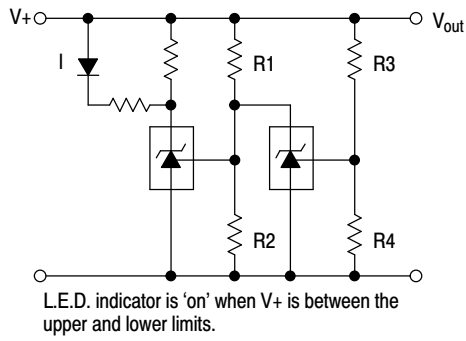 V+
Vout
I
R1
R3
R2
R4
L.E.D. indicator is ‘on’ when V+ is between the
upper and lower limits.